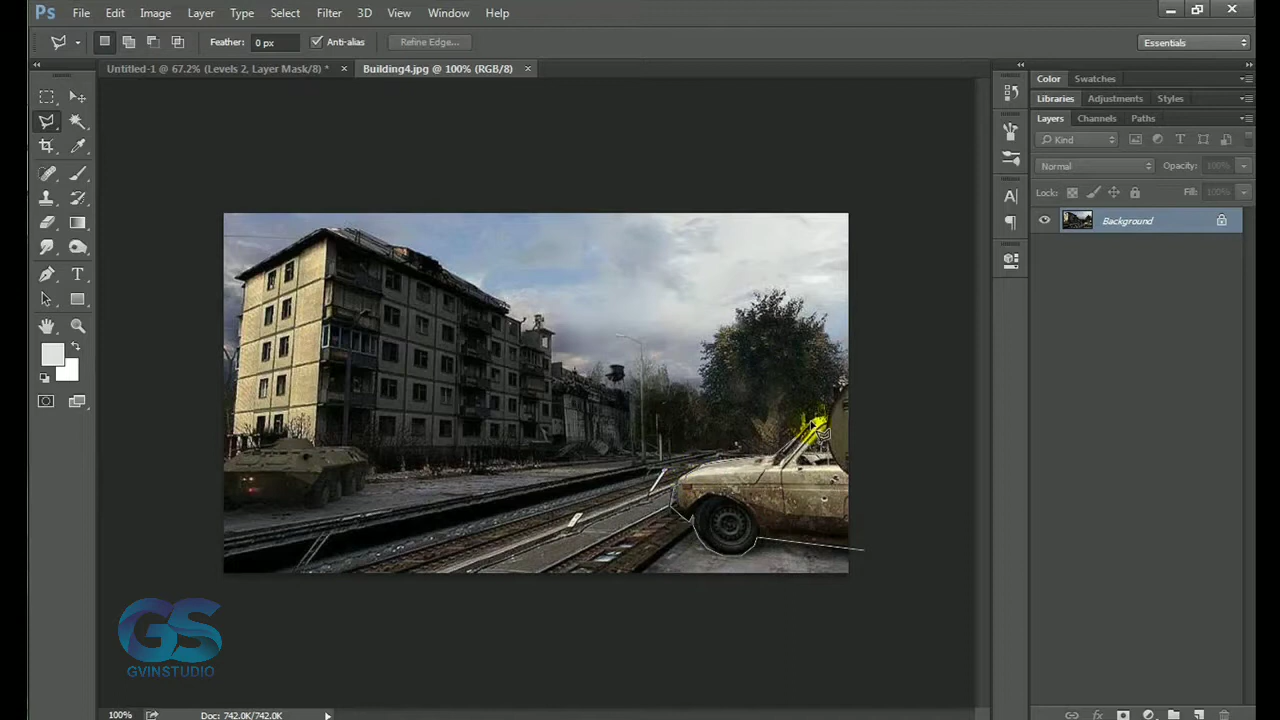 Ps File Edit Image Layer Type Select Filter 3D View Window Help
Feather: 0 px Anti-alias Refine Edge... Essentials
Untitled-1 @ 67.2% (Levels 2, Layer Mask/8) * × Building4.jpg @ 100% (RGB/8) ×
Color Swatches
Libraries Adjustments Styles
Layers Channels Paths
Kind
Normal Opacity: 100%
Lock: Fill: 100%
Background
GS
GVINSTUDIO
100% Doc: 742.0K/742.0K